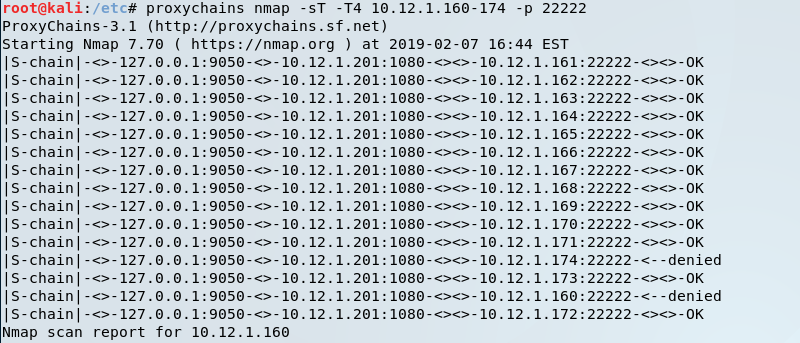 root@kali:/etc# proxychains nmap -sT -T4 10.12.1.160-174 -p 22222
ProxyChains-3.1 (http://proxychains.sf.net)
Starting Nmap 7.70 ( https://nmap.org ) at 2019-02-07 16:44 EST
|S-chain|-<>-127.0.0.1:9050-<>-10.12.1.201:1080-<><>-10.12.1.161:22222-<><>-OK
|S-chain|-<>-127.0.0.1:9050-<>-10.12.1.201:1080-<><>-10.12.1.162:22222-<><>-OK
|S-chain|-<>-127.0.0.1:9050-<>-10.12.1.201:1080-<><>-10.12.1.163:22222-<><>-OK
|S-chain|-<>-127.0.0.1:9050-<>-10.12.1.201:1080-<><>-10.12.1.164:22222-<><>-OK
|S-chain|-<>-127.0.0.1:9050-<>-10.12.1.201:1080-<><>-10.12.1.165:22222-<><>-OK
|S-chain|-<>-127.0.0.1:9050-<>-10.12.1.201:1080-<><>-10.12.1.166:22222-<><>-OK
|S-chain|-<>-127.0.0.1:9050-<>-10.12.1.201:1080-<><>-10.12.1.167:22222-<><>-OK
|S-chain|-<>-127.0.0.1:9050-<>-10.12.1.201:1080-<><>-10.12.1.168:22222-<><>-OK
|S-chain|-<>-127.0.0.1:9050-<>-10.12.1.201:1080-<><>-10.12.1.169:22222-<><>-OK
|S-chain|-<>-127.0.0.1:9050-<>-10.12.1.201:1080-<><>-10.12.1.170:22222-<><>-OK
|S-chain|-<>-127.0.0.1:9050-<>-10.12.1.201:1080-<><>-10.12.1.171:22222-<><>-OK
|S-chain|-<>-127.0.0.1:9050-<>-10.12.1.201:1080-<><>-10.12.1.174:22222-<--denied
|S-chain|-<>-127.0.0.1:9050-<>-10.12.1.201:1080-<><>-10.12.1.173:22222-<><>-OK
|S-chain|-<>-127.0.0.1:9050-<>-10.12.1.201:1080-<><>-10.12.1.160:22222-<--denied
|S-chain|-<>-127.0.0.1:9050-<>-10.12.1.201:1080-<><>-10.12.1.172:22222-<><>-OK
Nmap scan report for 10.12.1.160